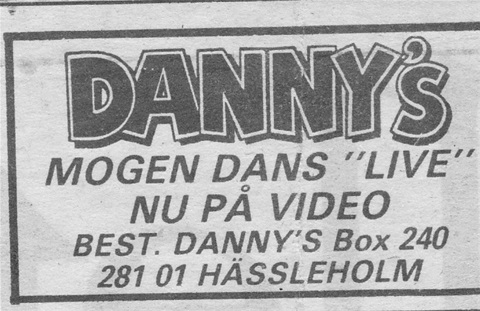 DANNY'S
MOGEN DANS "LIVE"
NU PÅ VIDEO
BEST. DANNY'S Box 240
281 01 HÄSSLEHOLM